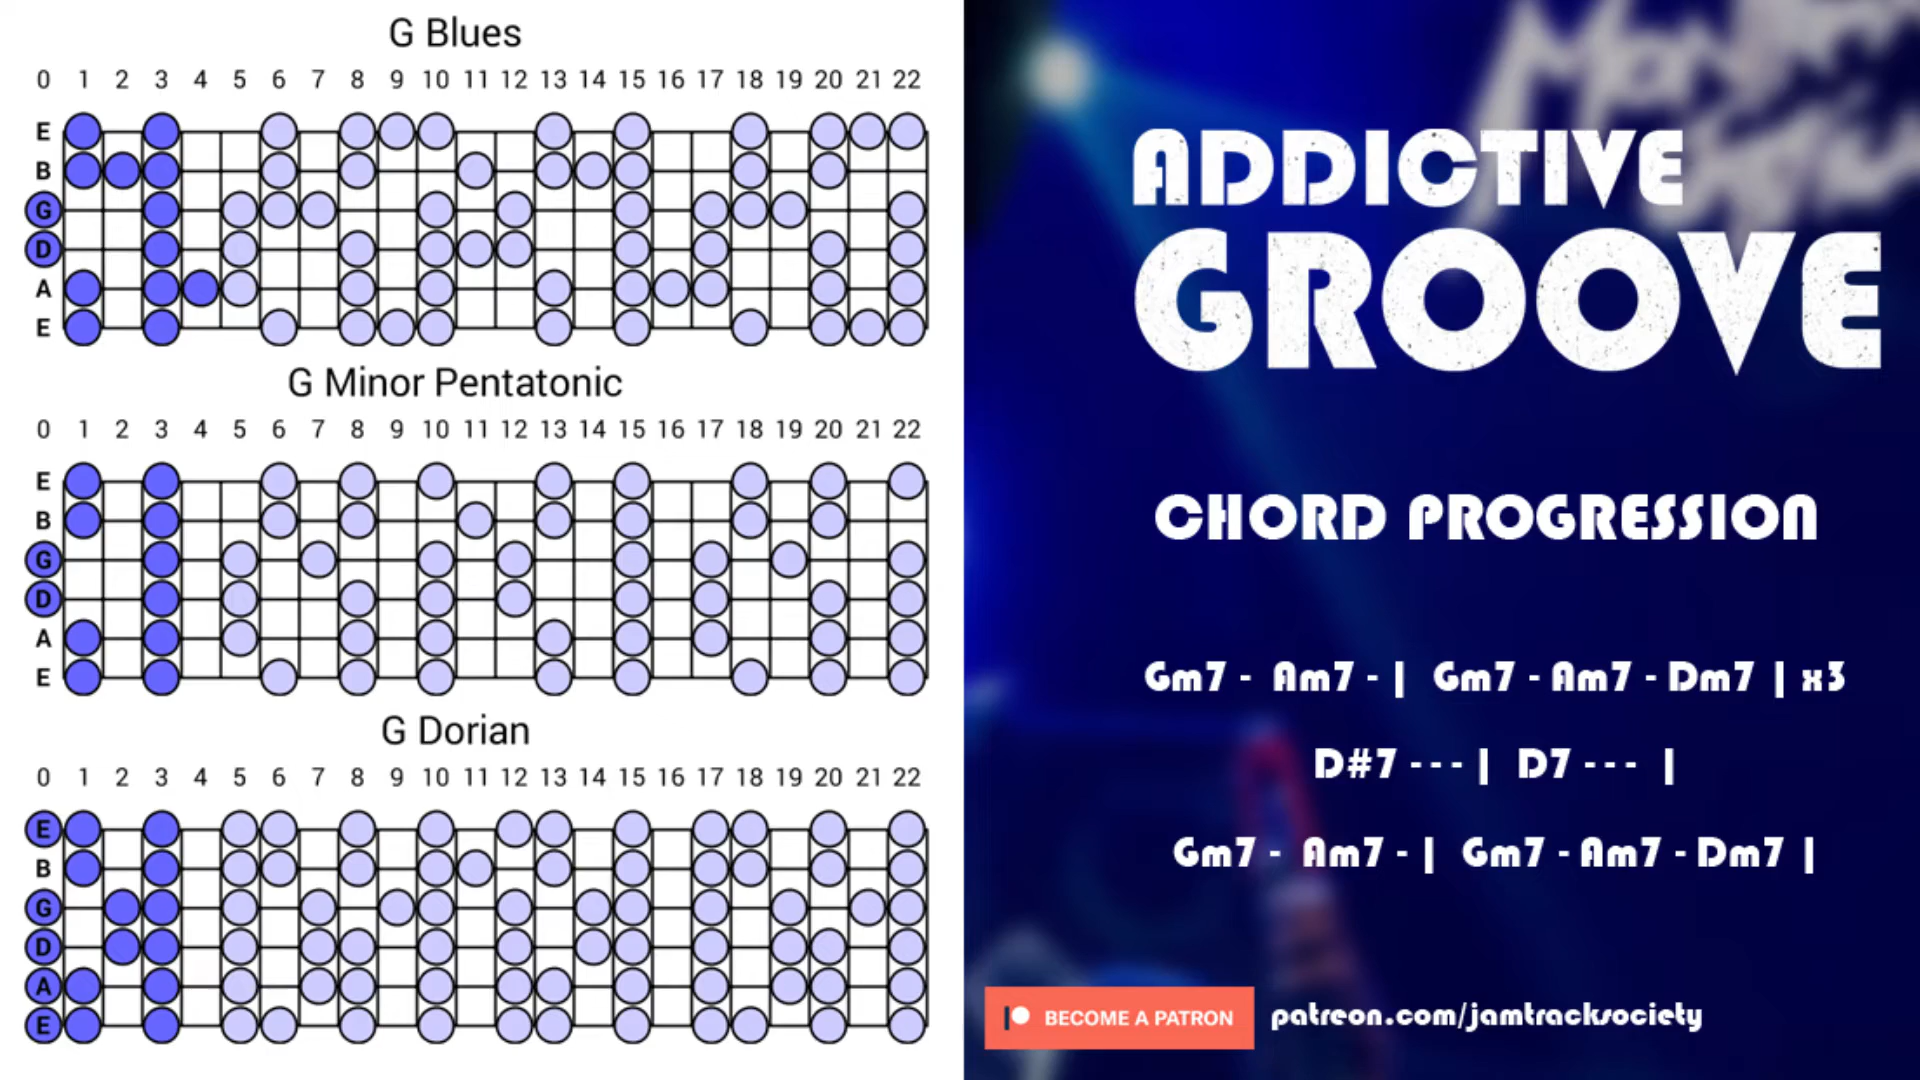 G Blues
0 1 2 3 4 5 6 7 8 9 10 11 12 13 14 15 16 17 18 19 20 21 22
E
B
G
D
A
E
G Minor Pentatonic
0 1 2 3 4 5 6 7 8 9 10 11 12 13 14 15 16 17 18 19 20 21 22
E
B
G
D
A
E
G Dorian
0 1 2 3 4 5 6 7 8 9 10 11 12 13 14 15 16 17 18 19 20 21 22
E
B
G
D
A
E
ADDICTIVE
GROOVE
CHORD PROGRESSION
Gm7 - Am7 - | Gm7 - Am7 - Dm7 | x3
D#7 - - - | D7 - - - |
Gm7 - Am7 - | Gm7 - Am7 - Dm7 |
BECOME A PATRON
patreon.com/jamtracksociety